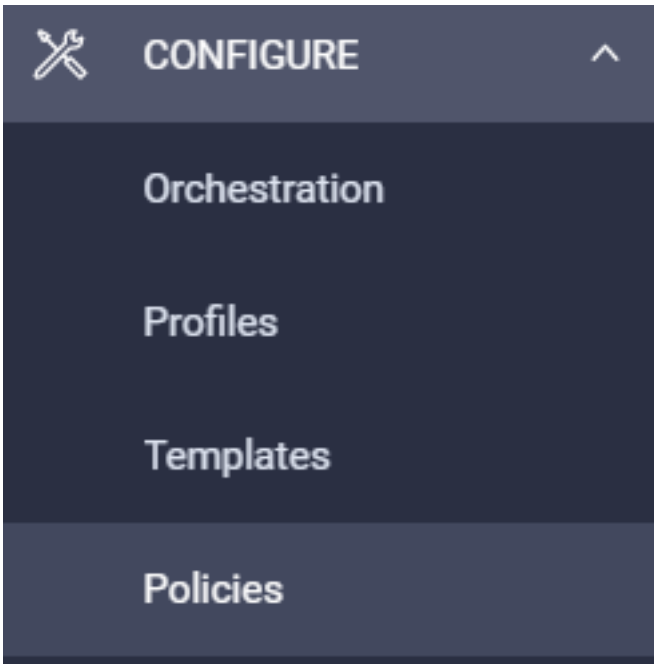 CONFIGURE
Orchestration
Profiles
Templates
Policies